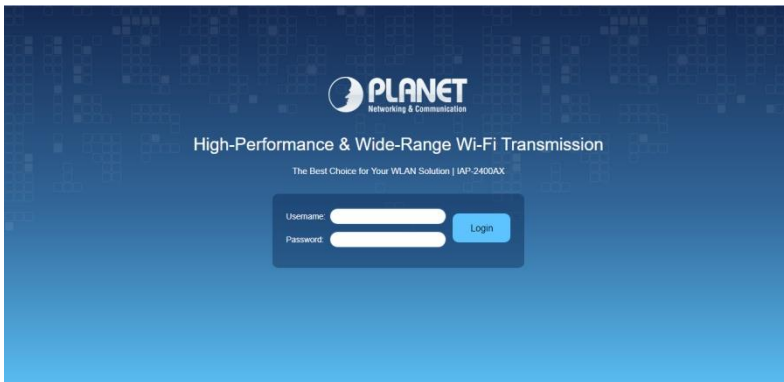 PLANET
Networking & Communication
High-Performance & Wide-Range Wi-Fi Transmission
The Best Choice for Your WLAN Solution | IAP-2400AX
Username:
Login
Password: